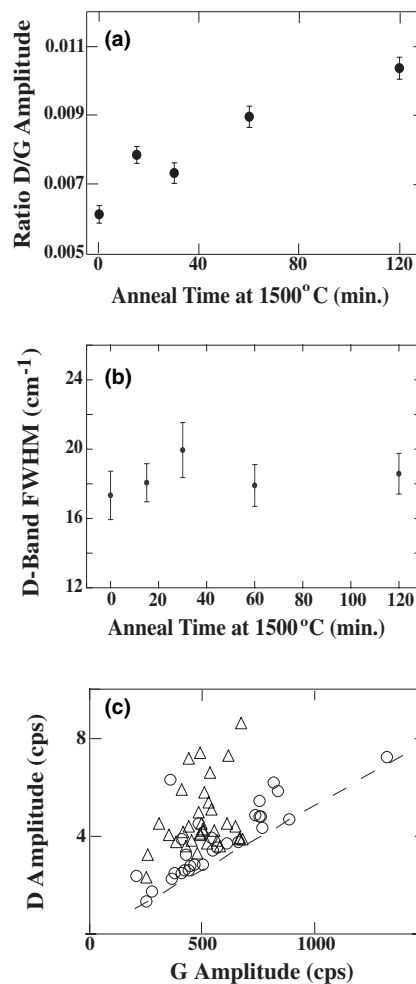 (a)
0.011
0.009
0.007
0.005
Ratio D/G Amplitude
0 40 80 120
Anneal Time at 1500°C (min.)
(b)
24
20
16
12
D-Band FWHM (cm-1)
0 20 40 60 80 100 120
Anneal Time at 1500°C (min.)
(c)
8
4
D Amplitude (cps)
0 500 1000
G Amplitude (cps)